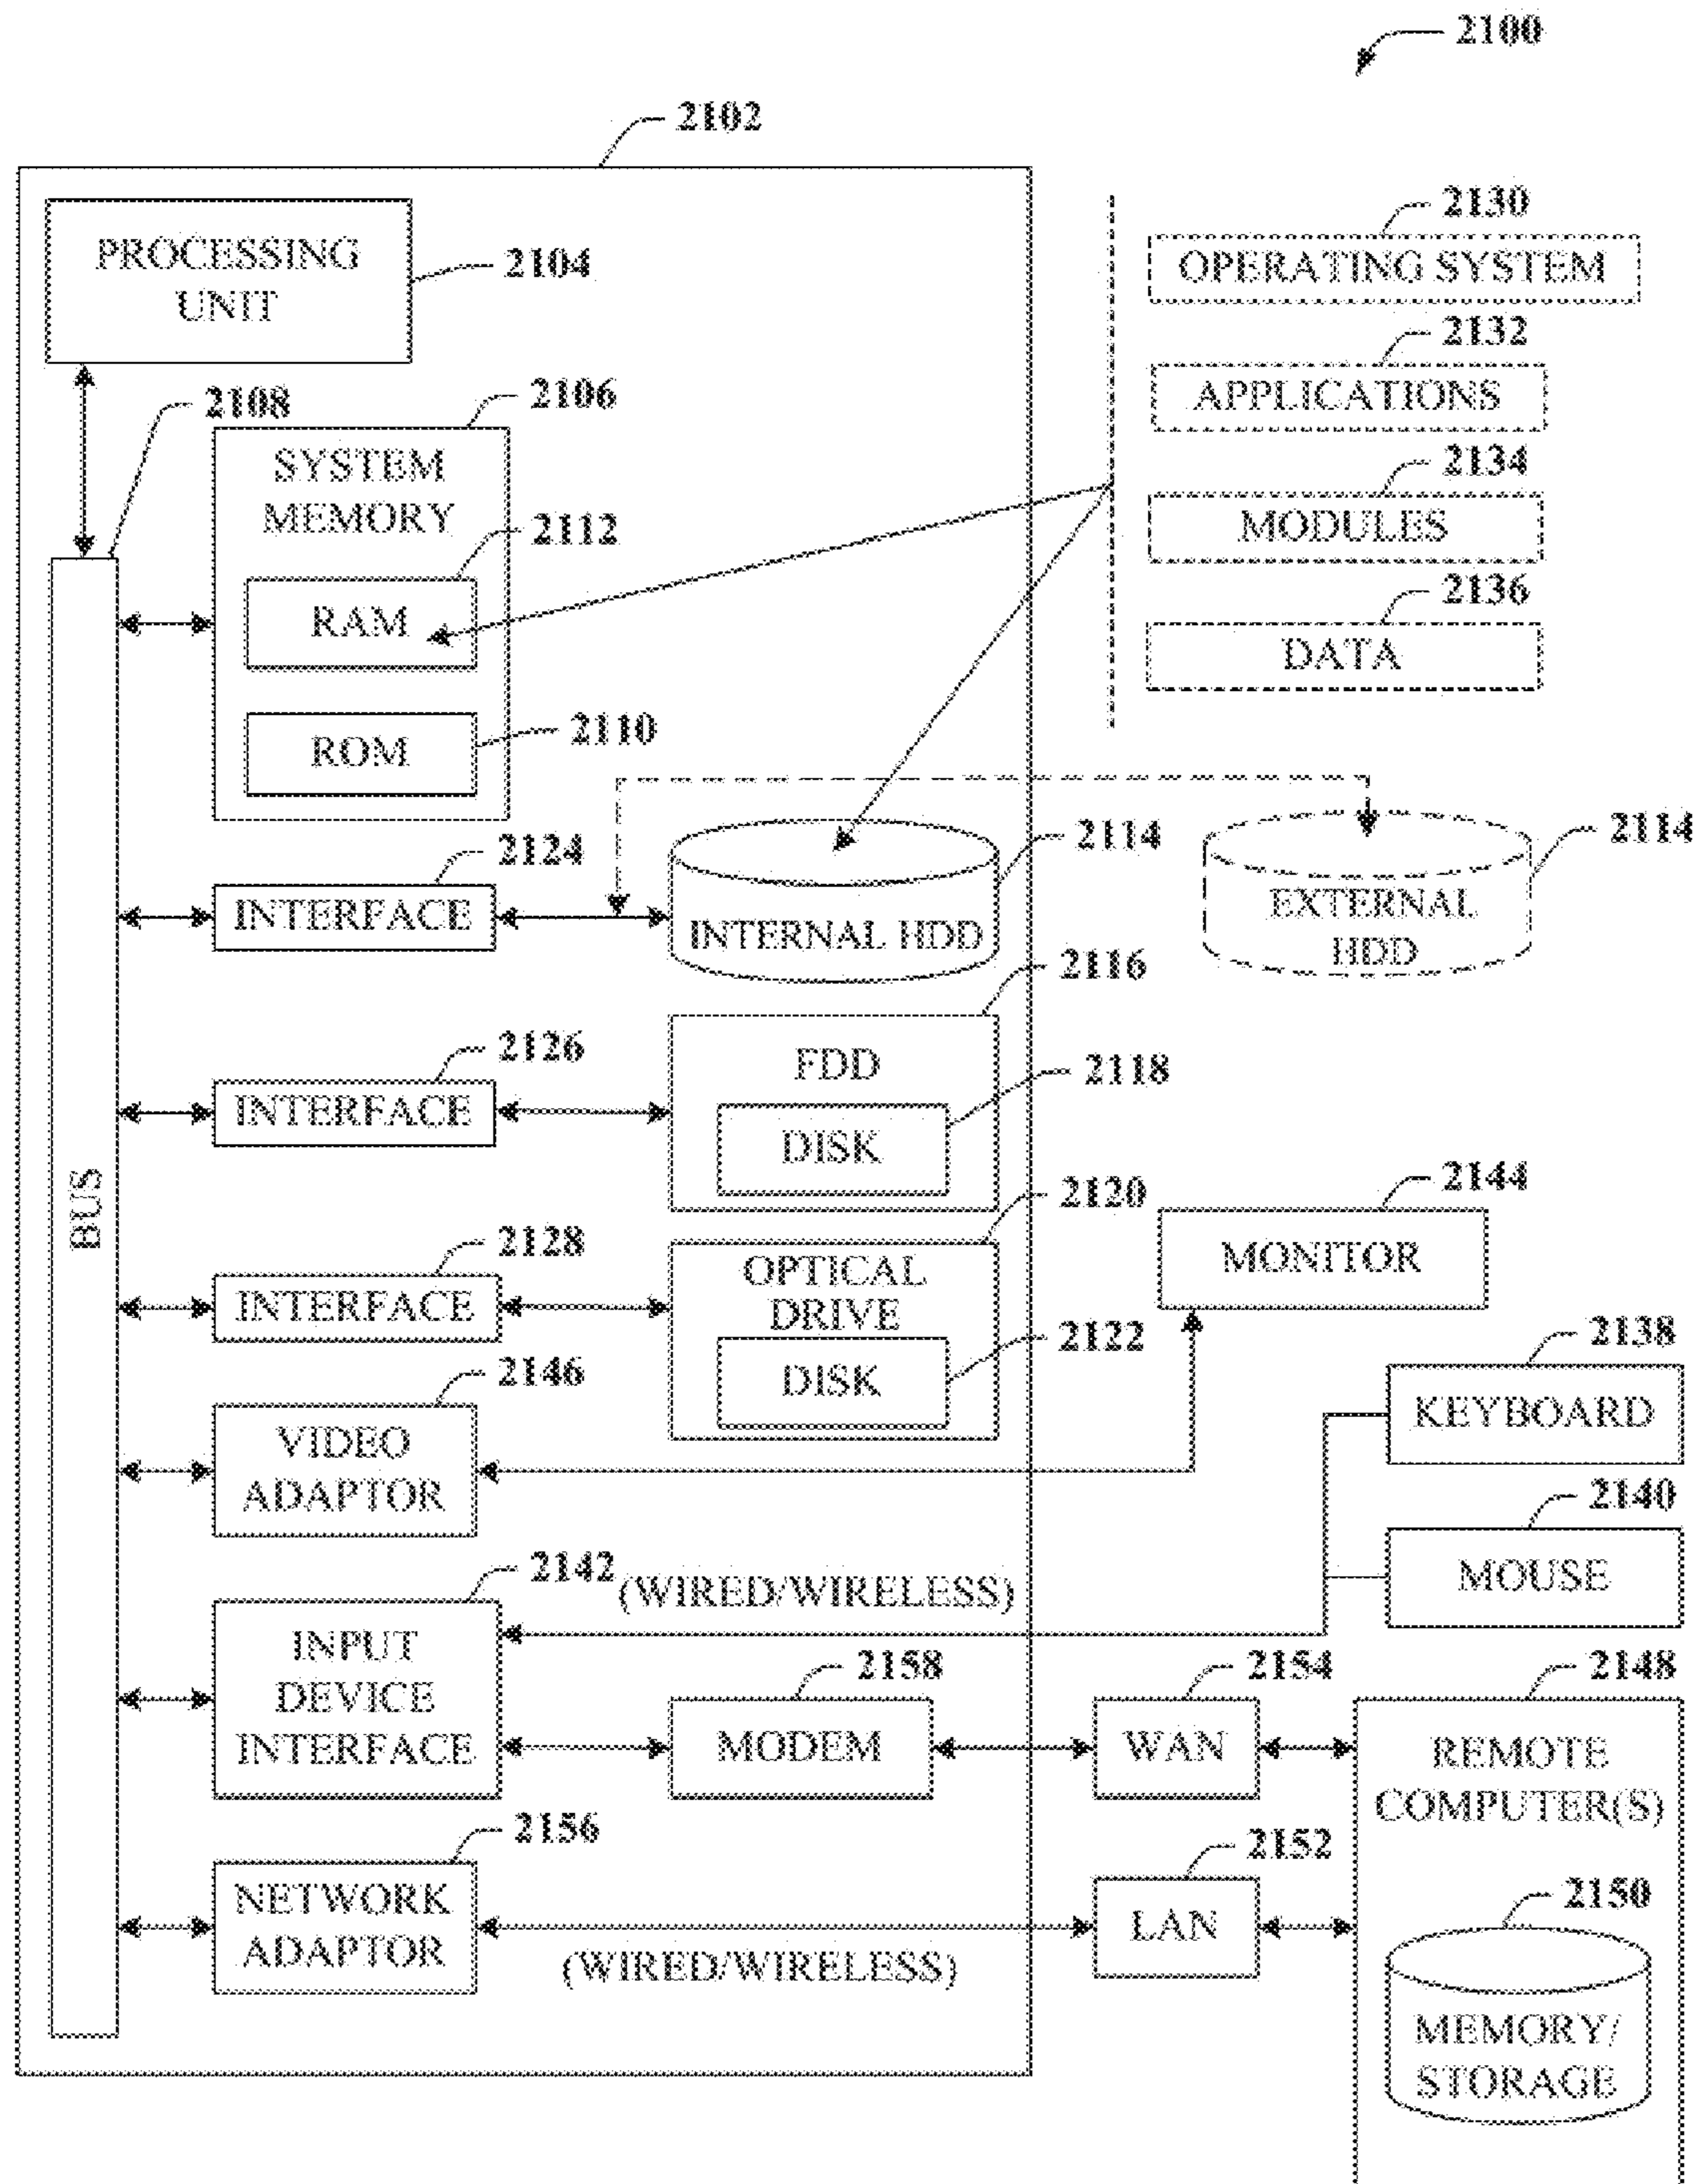 2100
2102
PROCESSING
UNIT
2104
2108
2106
SYSTEM
MEMORY
2112
RAM
2110
ROM
2130
OPERATING SYSTEM
2132
APPLICATIONS
2134
MODULES
2136
DATA
2124
INTERFACE
2114
INTERNAL HDD
2114
EXTERNAL
HDD
2126
INTERFACE
2116
FDD
2118
DISK
BUS
2128
INTERFACE
2120
OPTICAL
DRIVE
2122
DISK
2144
MONITOR
2146
VIDEO
ADAPTOR
2138
KEYBOARD
2140
MOUSE
2142
(WIRED/WIRELESS)
INPUT
DEVICE
INTERFACE
2158
MODEM
2154
WAN
2148
REMOTE
COMPUTER(S)
2156
NETWORK
ADAPTOR
(WIRED/WIRELESS)
2152
LAN
2150
MEMORY/
STORAGE